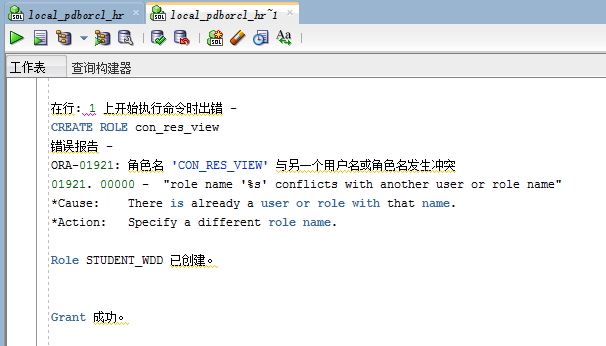 local_pdborcl_hr
local_pdborcl_hr~1
工作表 查询构建器
在行: 1 上开始执行命令时出错 -
CREATE ROLE con_res_view
错误报告 -
ORA-01921: 角色名 'CON_RES_VIEW' 与另一个用户名或角色名发生冲突
01921. 00000 - "role name '%s' conflicts with another user or role name"
*Cause: There is already a user or role with that name.
*Action: Specify a different role name.
Role STUDENT_WDD 已创建。
Grant 成功。